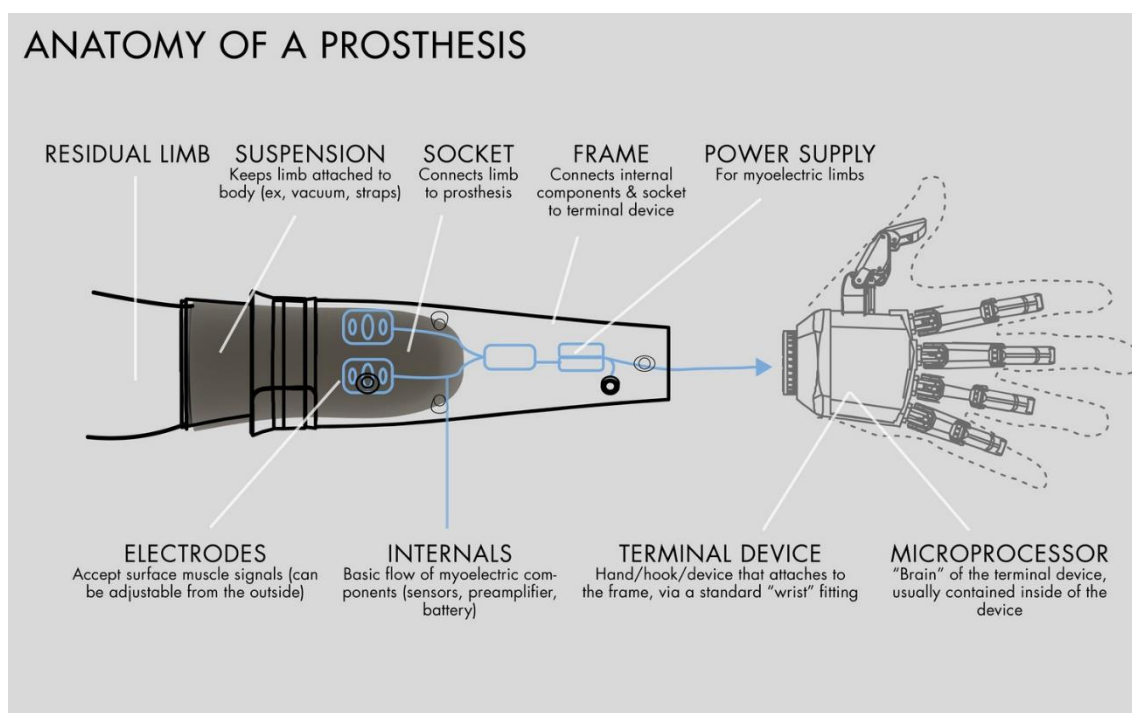 ANATOMY OF A PROSTHESIS
RESIDUAL LIMB
SUSPENSION
Keeps limb attached to
body (ex, vacuum, straps)
SOCKET
Connects limb
to prosthesis
FRAME
Connects internal
components & socket
to terminal device
POWER SUPPLY
For myoelectric limbs
ELECTRODES
Accept surface muscle signals (can
be adjustable from the outside)
INTERNALS
Basic flow of myoelectric com-
ponents (sensors, preamplifier,
battery)
TERMINAL DEVICE
Hand/hook/device that attaches to
the frame, via a standard “wrist” fitting
MICROPROCESSOR
“Brain” of the terminal device,
usually contained inside of the
device